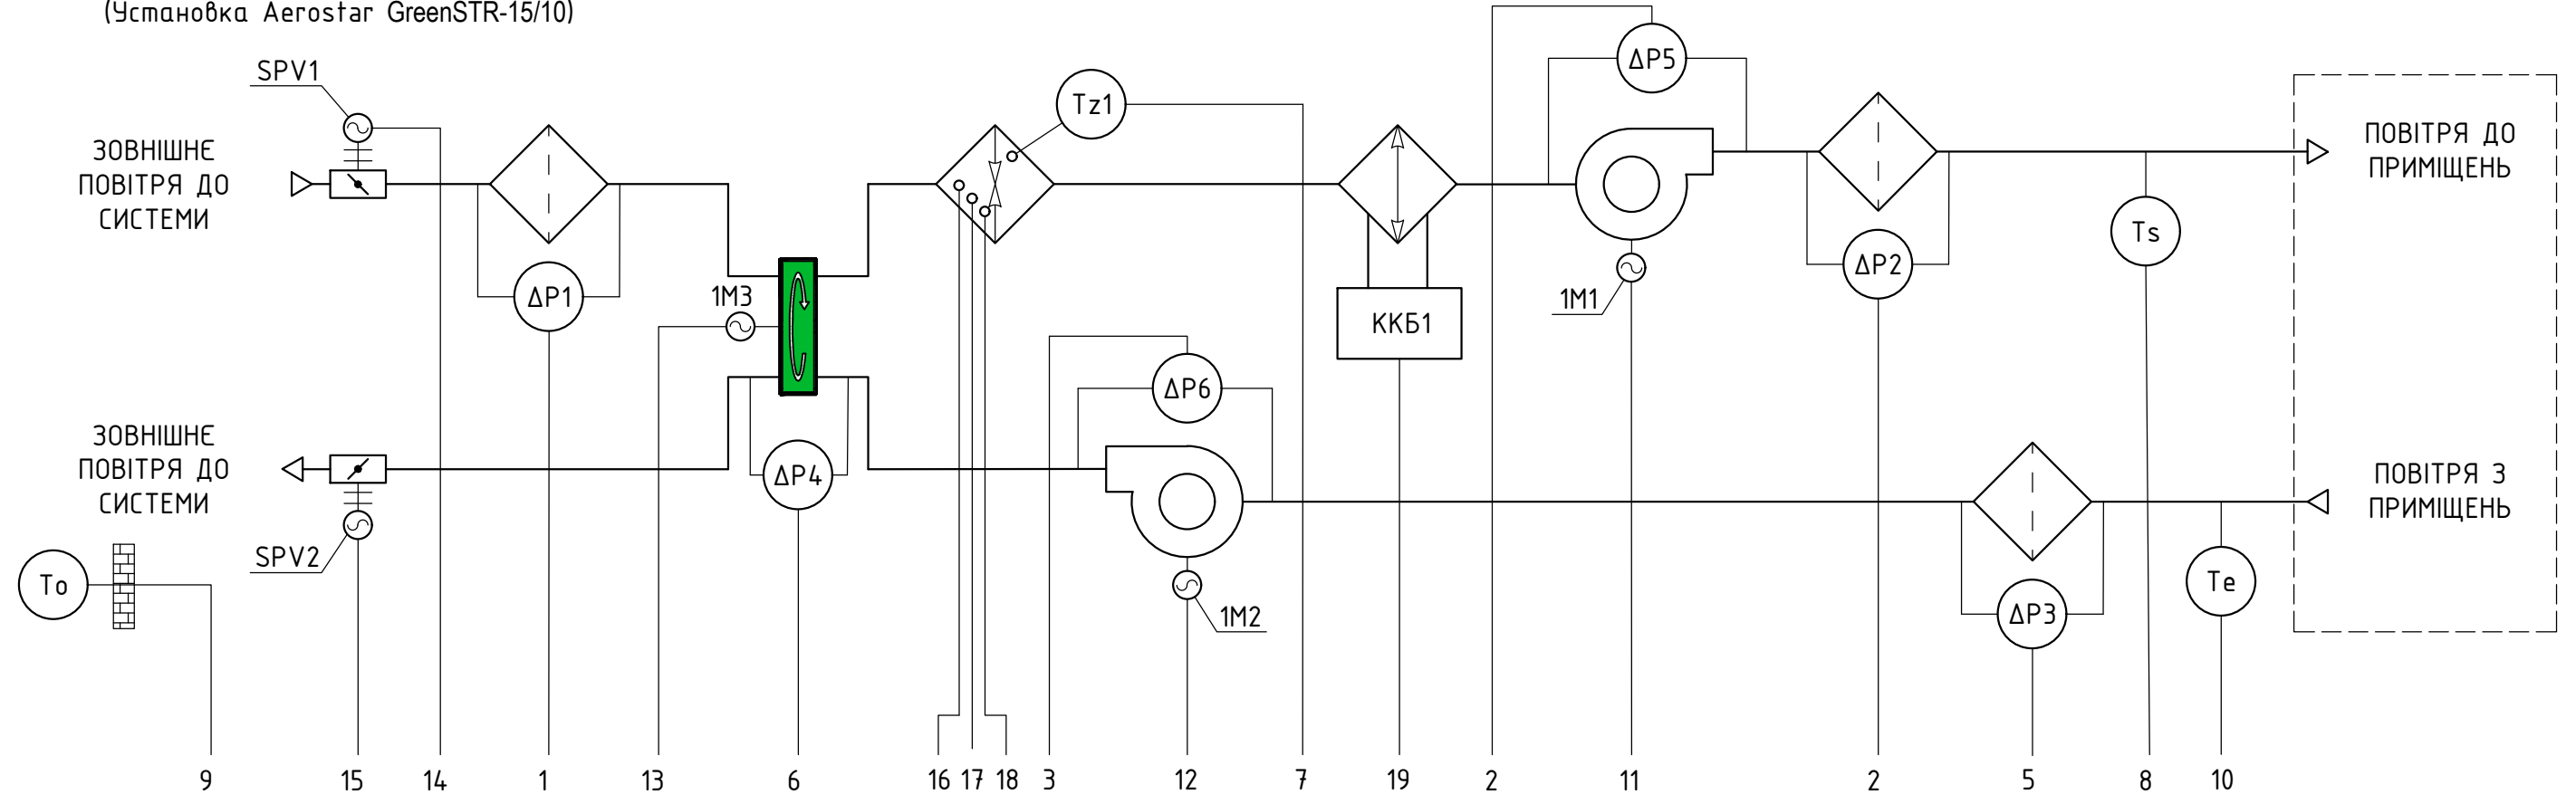 (Установка Aerostar GreenSTR-15/10)
SPV1
ЗОВНІШНЄ
ПОВІТРЯ ДО
СИСТЕМИ
ΔP1
1M3
Tz1
ККБ1
ΔP5
1M1
ΔP2
Ts
ПОВІТРЯ ДО
ПРИМІЩЕНЬ
ЗОВНІШНЄ
ПОВІТРЯ ДО
СИСТЕМИ
SPV2
To
ΔP4
ΔP6
1M2
ΔP3
Te
ПОВІТРЯ З
ПРИМІЩЕНЬ
9 15 14 1 13 6 16 17 18 3 12 7 19 2 11 2 5 8 10